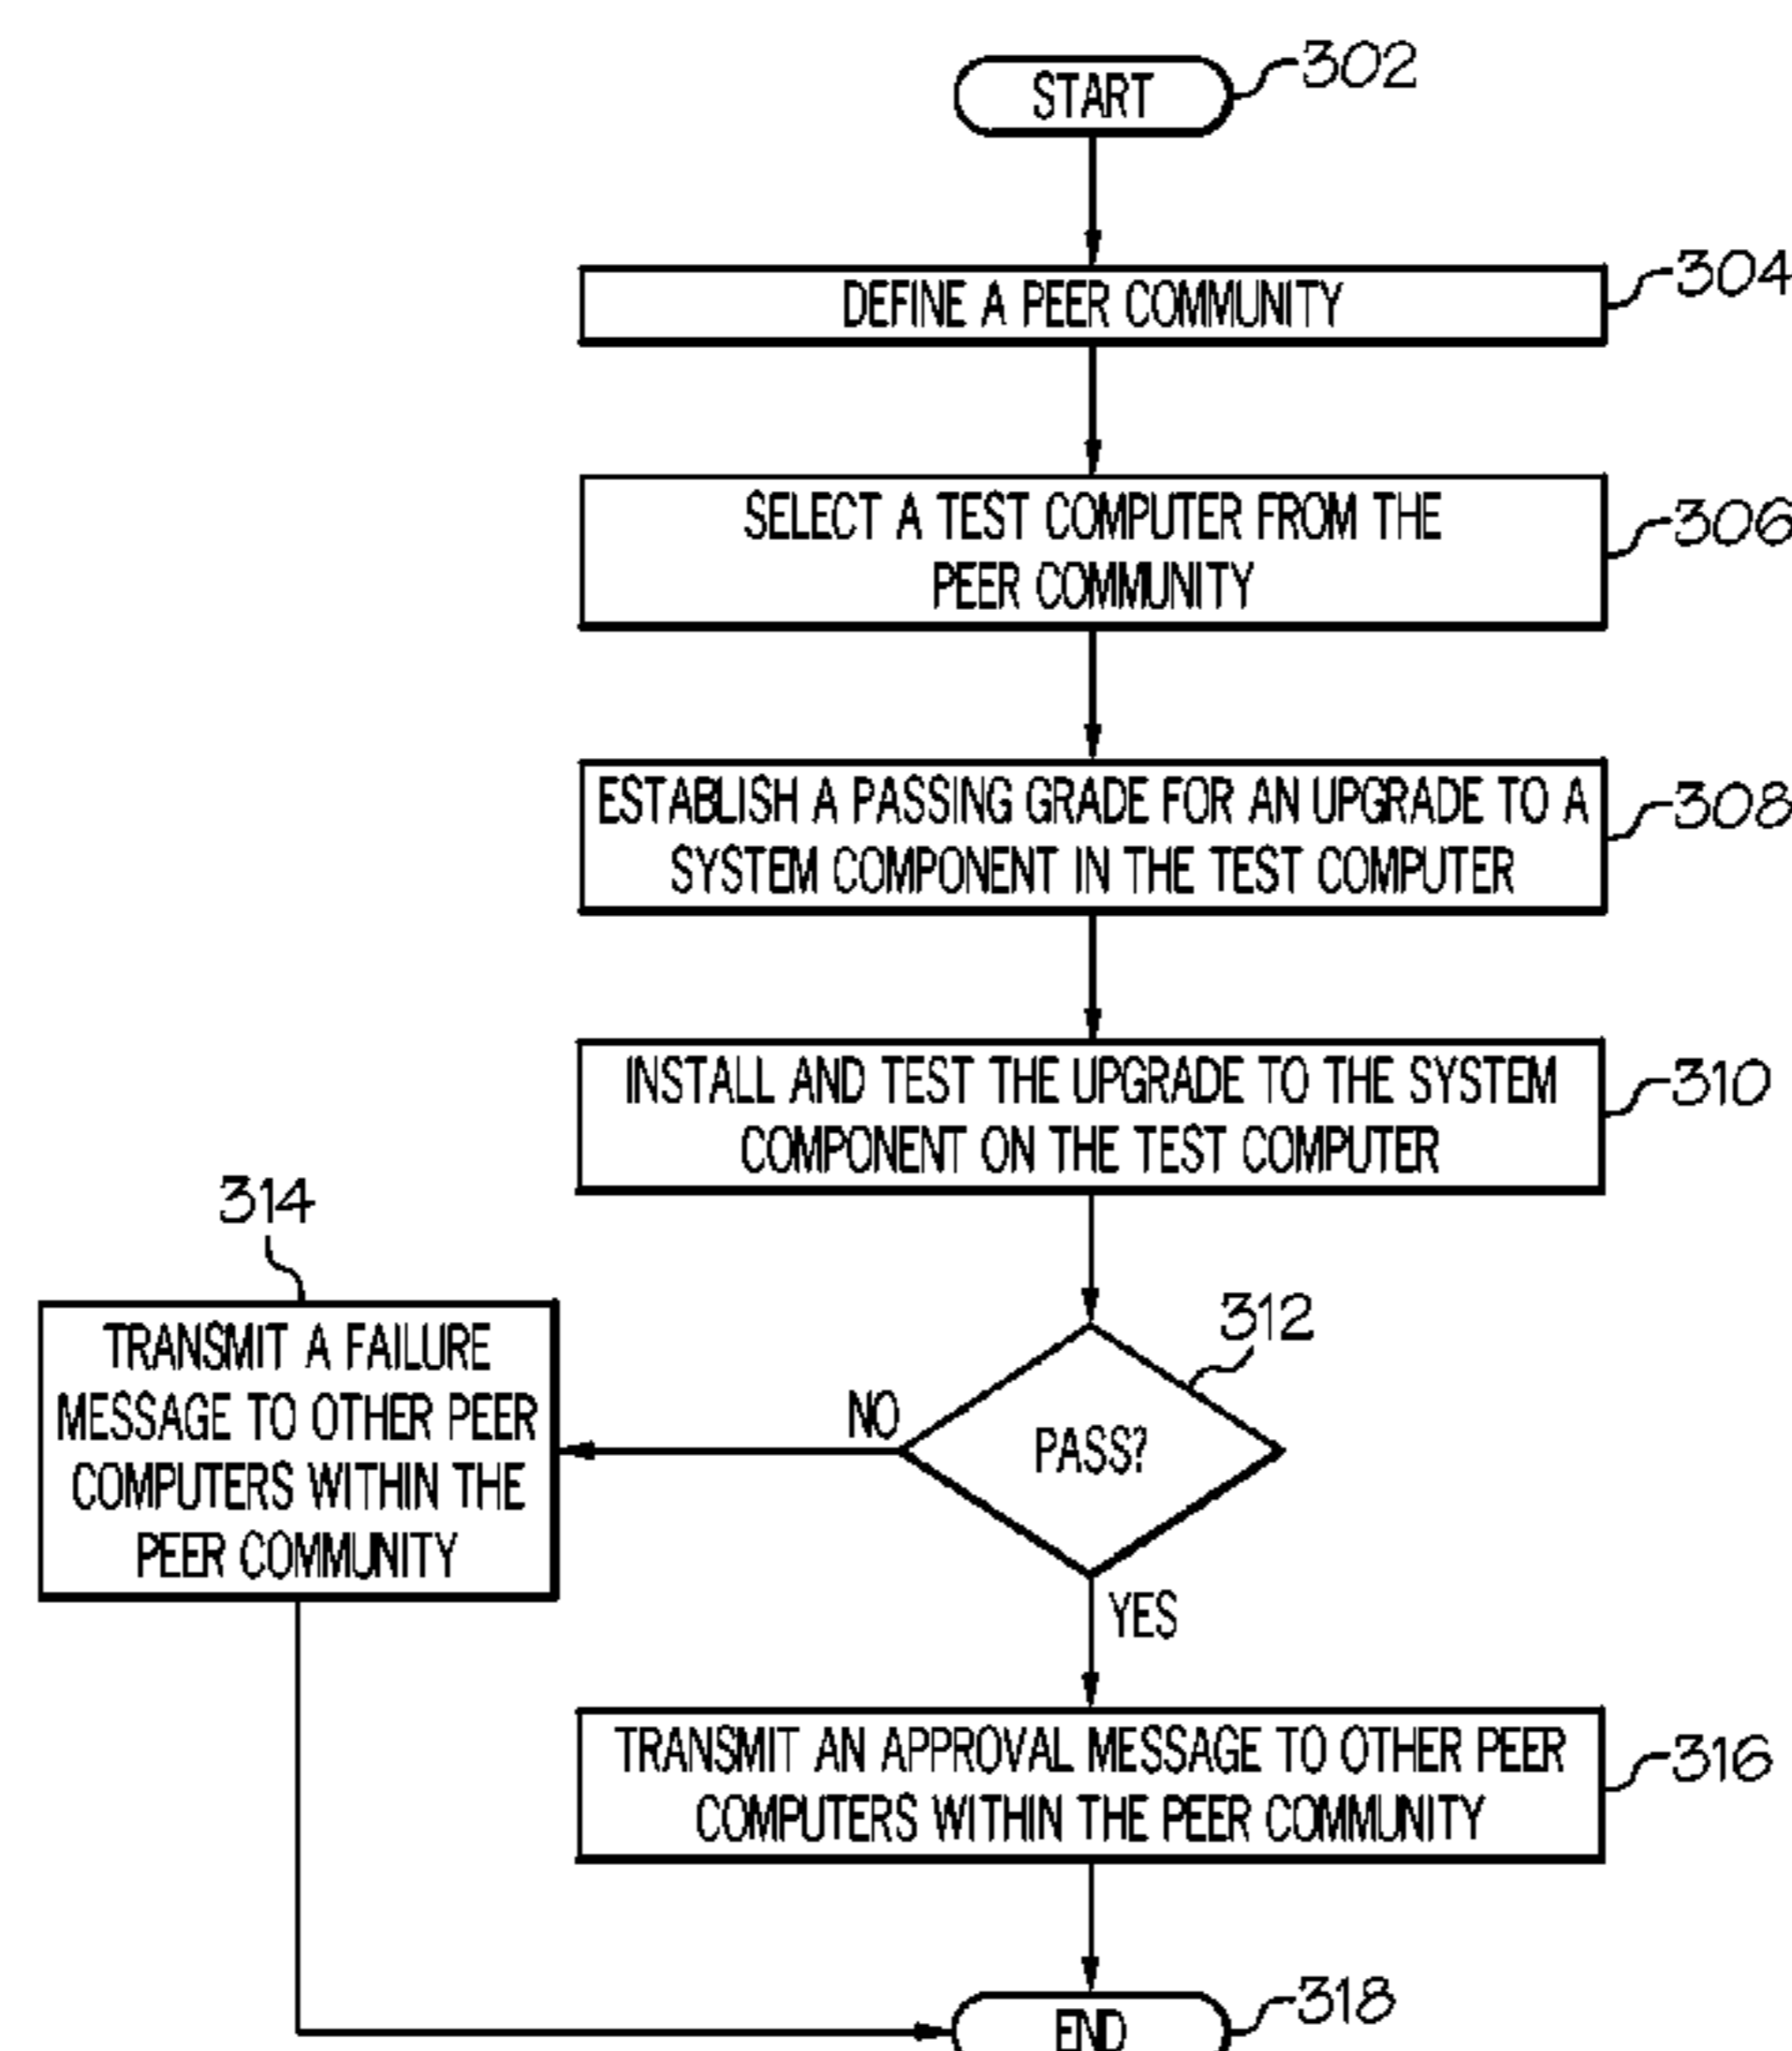 START
302
DEFINE A PEER COMMUNITY
304
SELECT A TEST COMPUTER FROM THE
PEER COMMUNITY
306
ESTABLISH A PASSING GRADE FOR AN UPGRADE TO A
SYSTEM COMPONENT IN THE TEST COMPUTER
308
INSTALL AND TEST THE UPGRADE TO THE SYSTEM
COMPONENT ON THE TEST COMPUTER
310
312
PASS?
NO
314
TRANSMIT A FAILURE
MESSAGE TO OTHER PEER
COMPUTERS WITHIN THE
PEER COMMUNITY
YES
TRANSMIT AN APPROVAL MESSAGE TO OTHER PEER
COMPUTERS WITHIN THE PEER COMMUNITY
316
END
318